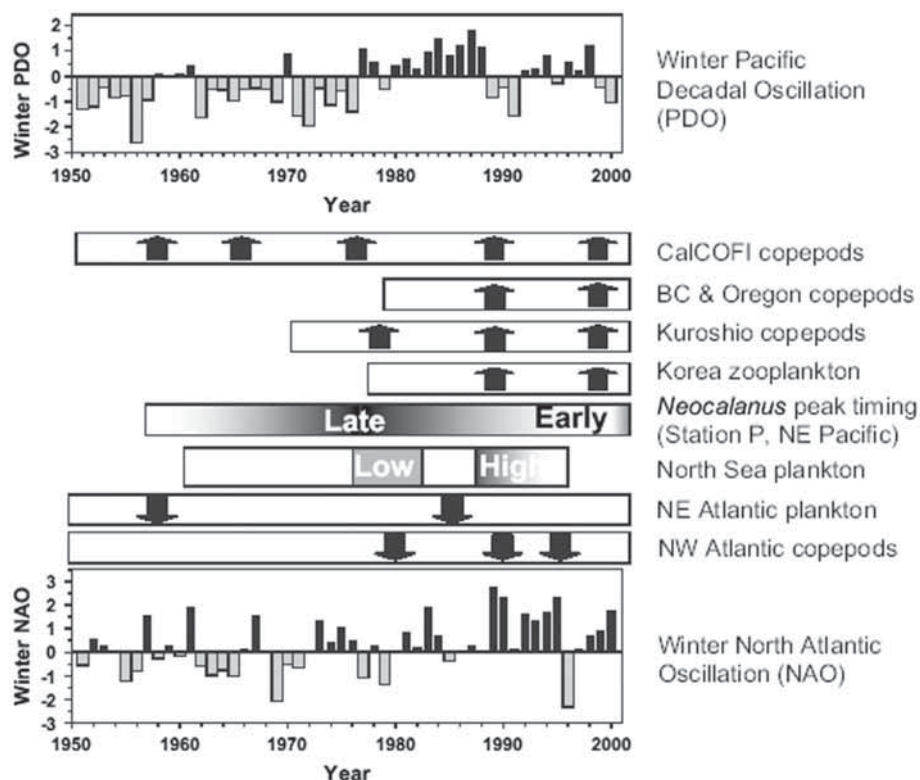 2
1
0
-1
-2
-3
Winter PDO
1950 1960 1970 1980 1990 2000
Year
Winter Pacific
Decadal Oscillation
(PDO)
CalCOFI copepods
BC & Oregon copepods
Kuroshio copepods
Korea zooplankton
Late Early
Neocalanus peak timing
(Station P, NE Pacific)
Low High
North Sea plankton
NE Atlantic plankton
NW Atlantic copepods
3
2
1
0
-1
-2
-3
Winter NAO
1950 1960 1970 1980 1990 2000
Year
Winter North Atlantic
Oscillation (NAO)